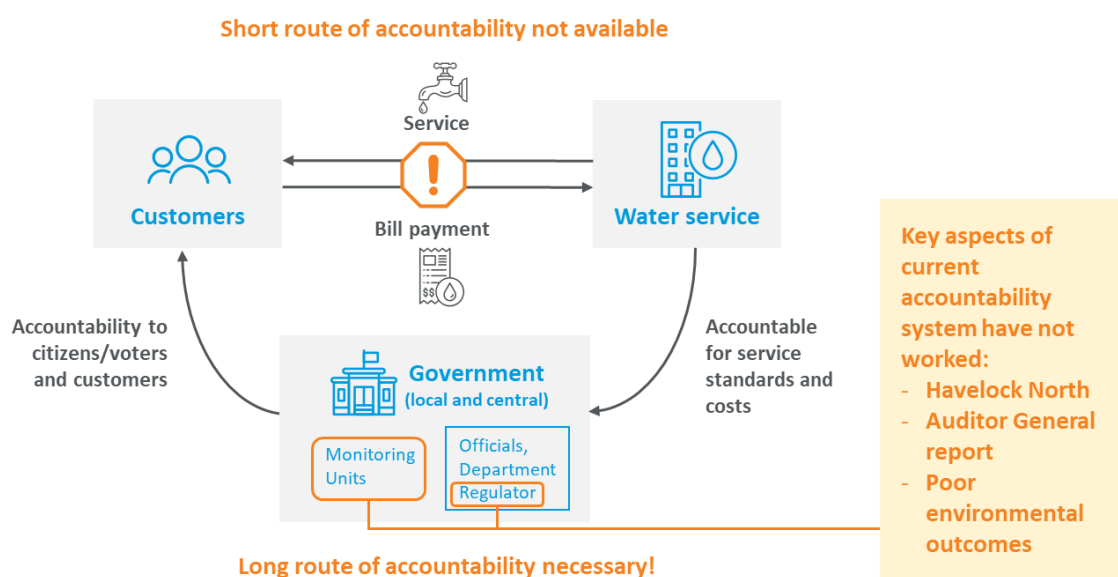 Short route of accountability not available
Service
Customers
Water service
Bill payment
$$
Accountability to
citizens/voters
and customers
Accountable
for service
standards and
costs
Government
(local and central)
Monitoring
Units
Officials,
Department
Regulator
Key aspects of
current
accountability
system have not
worked:
- Havelock North
- Auditor General
report
- Poor
environmental
outcomes
Long route of accountability necessary!